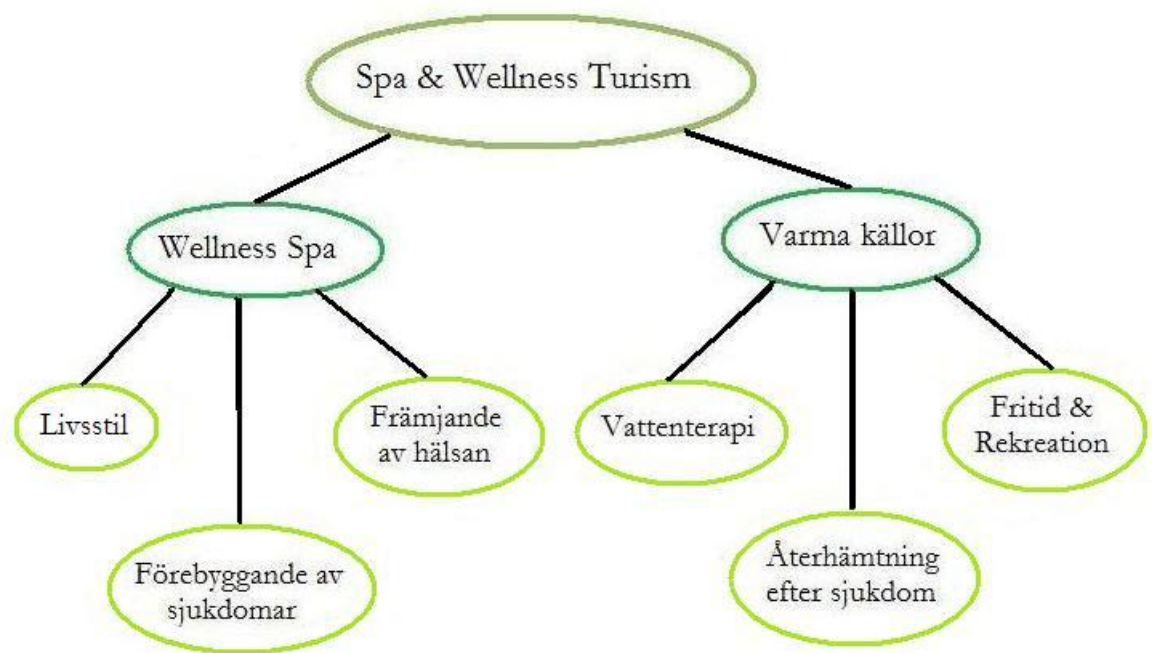 Spa & Wellness Turism
Wellness Spa
Varma källor
Livsstil
Främjande
av hälsan
Vattenterapi
Fritid &
Rekreation
Förebyggande av
sjukdomar
Återhämtning
efter sjukdom